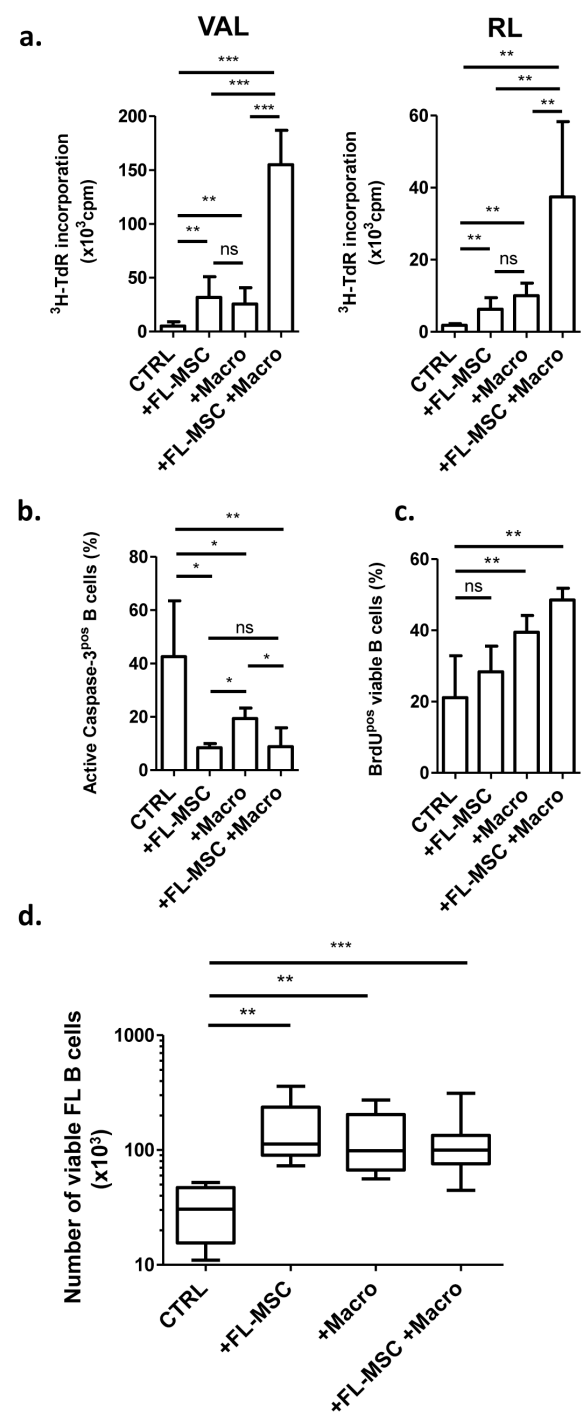 a.
VAL
RL
***
***
***
**
**
ns
³H-TdR incorporation
(x10³cpm)
200
150
100
50
0
CTRL
+FL-MSC
+Macro
+FL-MSC +Macro
**
**
**
**
**
ns
³H-TdR incorporation
(x10³cpm)
60
40
20
0
CTRL
+FL-MSC
+Macro
+FL-MSC +Macro
b.
**
*
*
ns
*
*
Active Caspase-3ᵖᵒˢ B cells (%)
80
60
40
20
0
CTRL
+FL-MSC
+Macro
+FL-MSC +Macro
c.
**
**
ns
BrdUᵖᵒˢ viable B cells (%)
60
40
20
0
CTRL
+FL-MSC
+Macro
+FL-MSC +Macro
d.
***
**
**
Number of viable FL B cells
(x10³)
1000
100
10
CTRL
+FL-MSC
+Macro
+FL-MSC +Macro